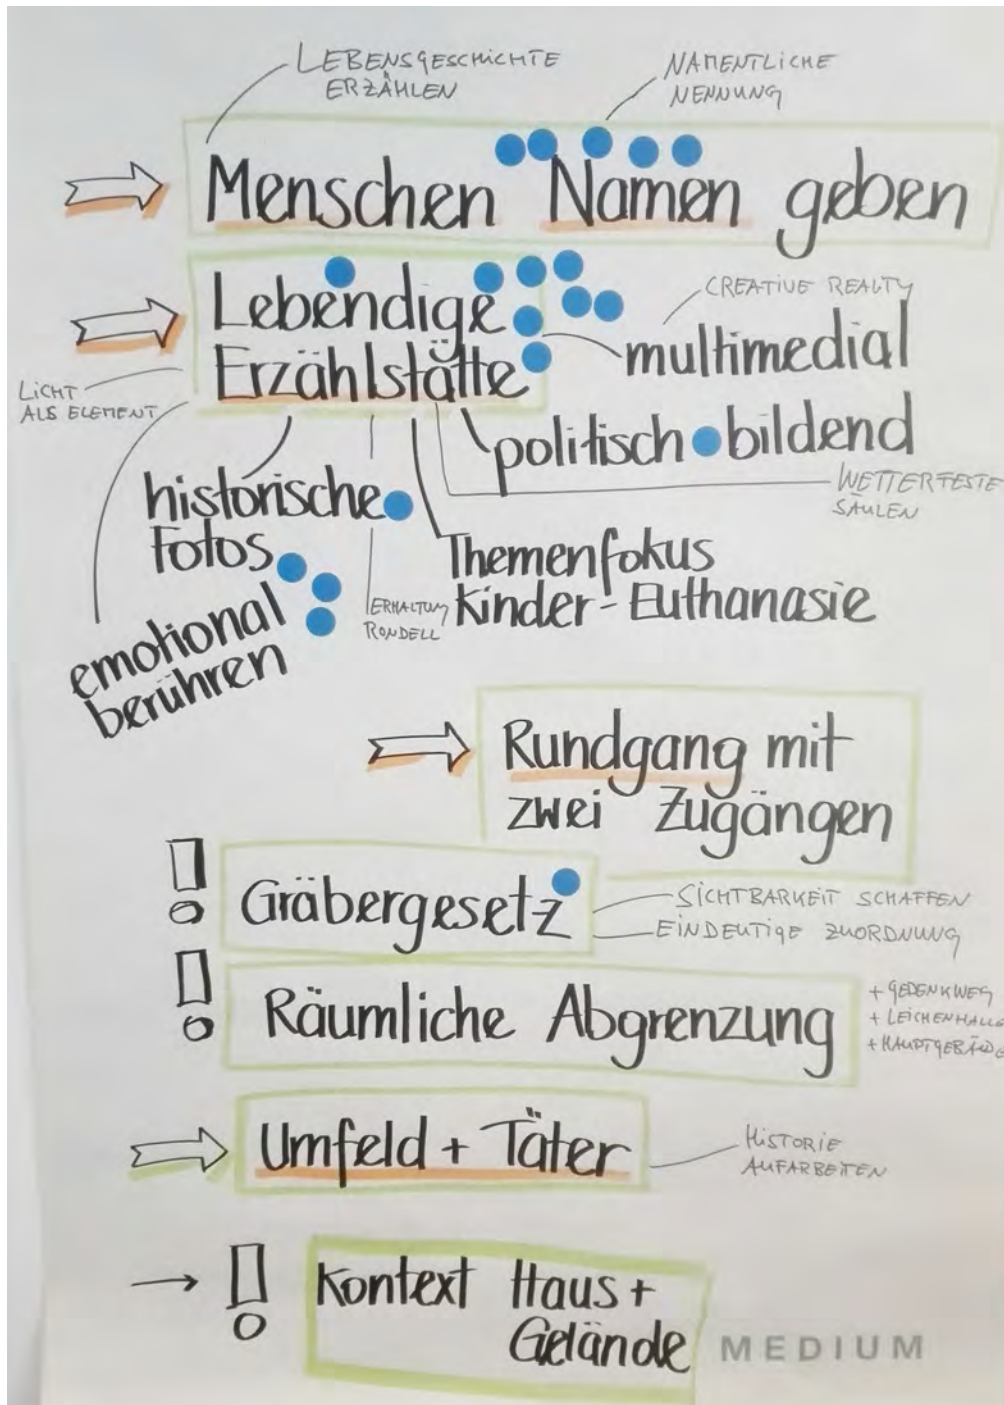 LEBENSGESCHICHTE
ERZÄHLEN
NAMENTLICHE
NENNUNG
Menschen Namen geben
Lebendige
Erzählstätte
CREATIVE REALTY
multimedial
LICHT
ALS ELEMENT
politisch bildend
WETTERFESTE
SÄULEN
historische
Fotos
Themenfokus
Kinder-Euthanasie
ERHALTUNG
RONDELL
emotional
berühren
Rundgang mit
zwei Zugängen
Gräbergesetz
SICHTBARKEIT SCHAFFEN
EINDEUTIGE ZUORDNUNG
Räumliche Abgrenzung
+ GEDENKWEG
+ LEICHENHALLE
+ HAUPTGEBÄUDE
Umfeld + Täter
HISTORIE
AUFARBEITEN
! Kontext Haus +
Gelände
MEDIUM